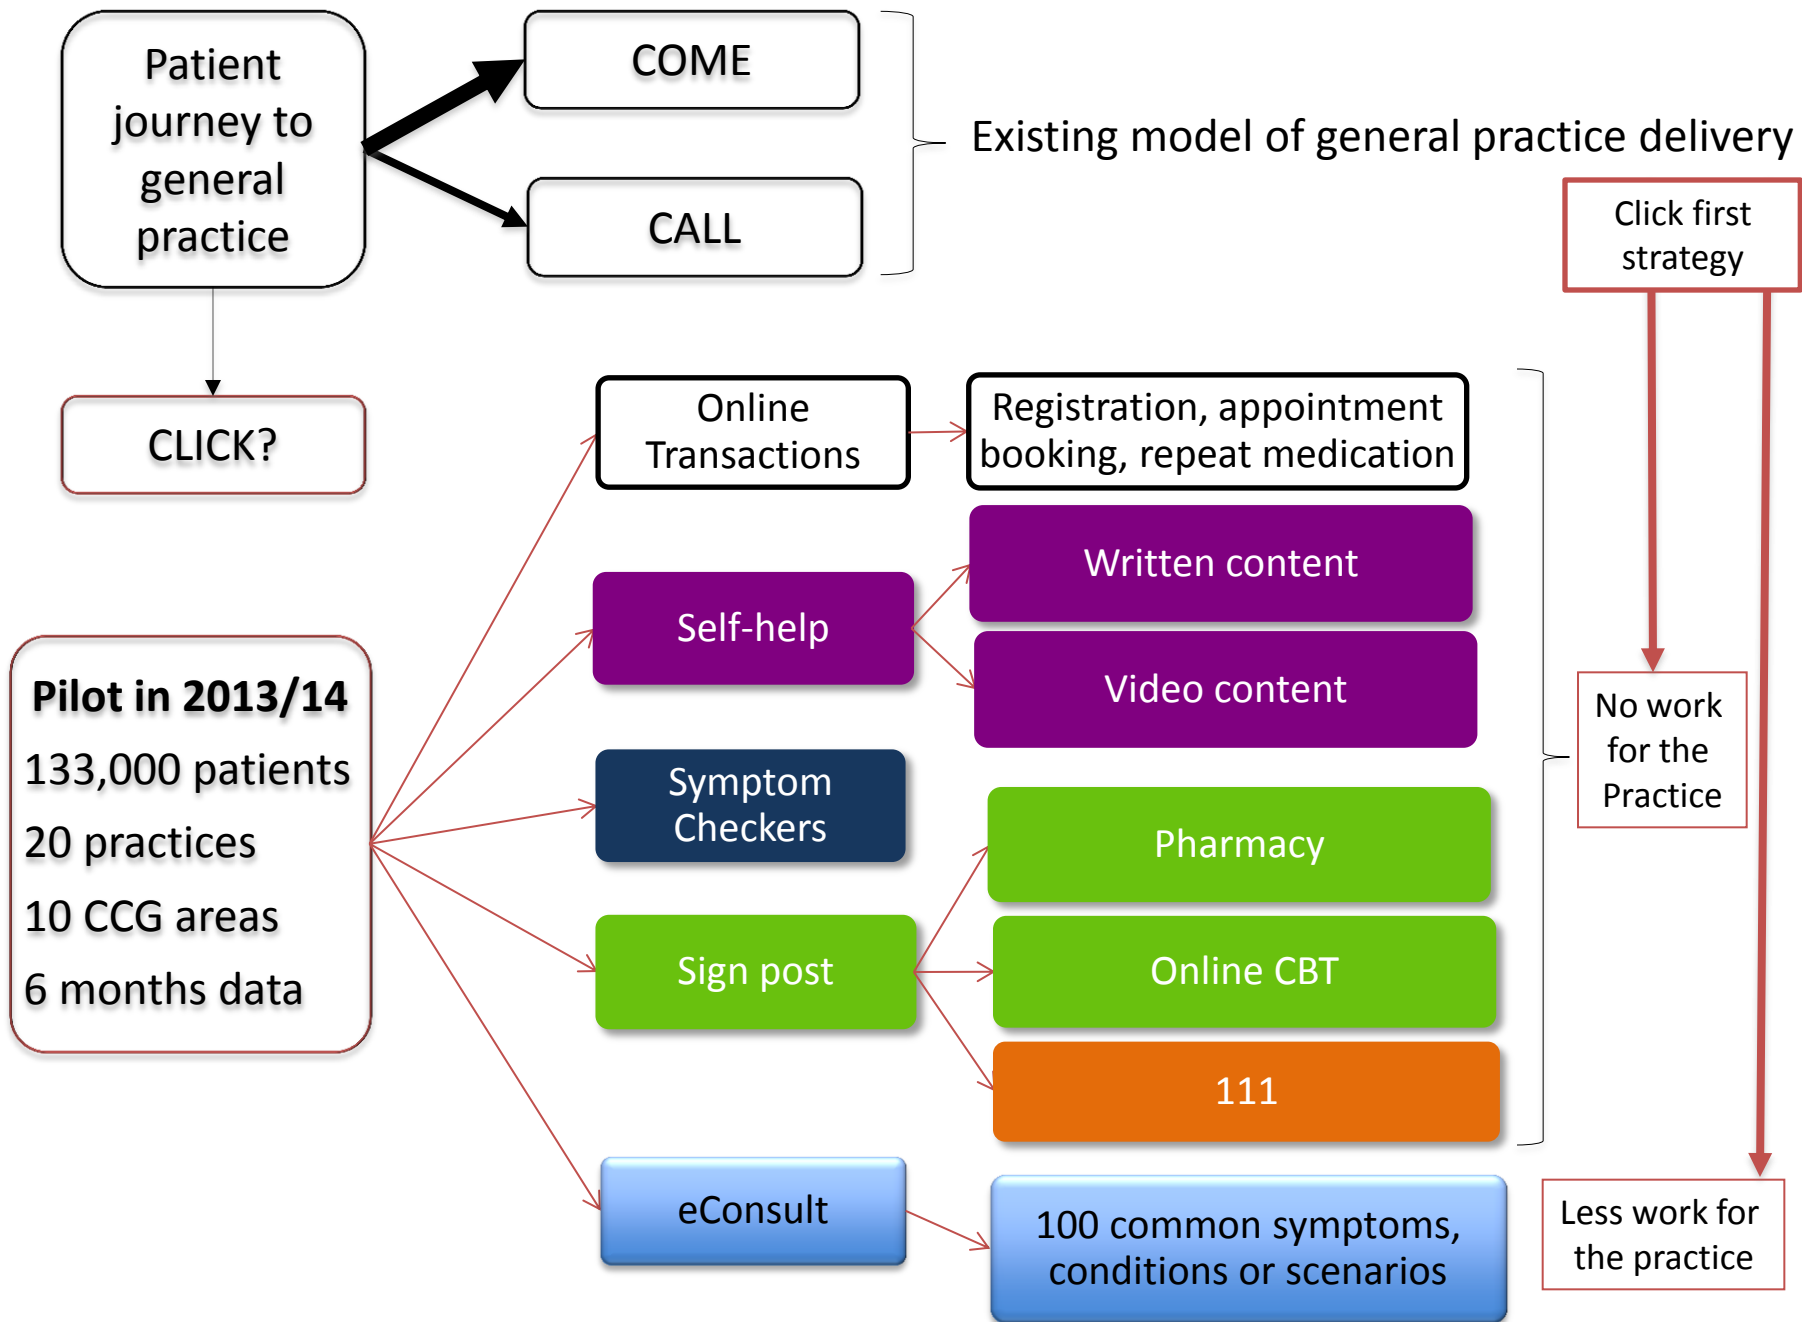 Patient
journey to
general
practice
COME
CALL
Existing model of general practice delivery
Click first
strategy
CLICK?
Online
Transactions
Registration, appointment
booking, repeat medication
Self-help
Written content
Video content
No work
for the
Practice
Pilot in 2013/14
133,000 patients
20 practices
10 CCG areas
6 months data
Symptom
Checkers
Sign post
Pharmacy
Online CBT
111
eConsult
100 common symptoms,
conditions or scenarios
Less work for
the practice